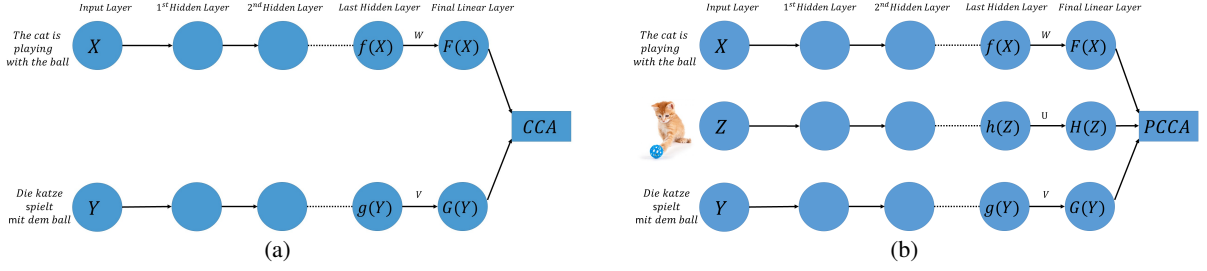 Input Layer 1st Hidden Layer 2nd Hidden Layer Last Hidden Layer Final Linear Layer
The cat is
playing
with the ball
X f(X) W F(X)
CCA
Die katze
spielt
mit dem ball
Y g(Y) V G(Y)
(a)
Input Layer 1st Hidden Layer 2nd Hidden Layer Last Hidden Layer Final Linear Layer
The cat is
playing
with the ball
X f(X) W F(X)
Z h(Z) U H(Z) PCCA
Die katze
spielt
mit dem ball
Y g(Y) V G(Y)
(b)